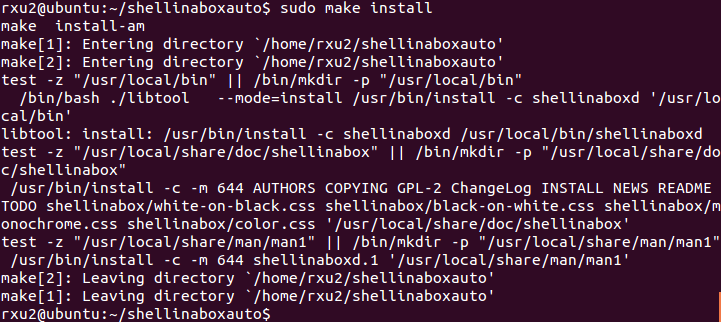 rxu2@ubuntu:~/shellinaboxauto$ sudo make install
make  install-am
make[1]: Entering directory `/home/rxu2/shellinaboxauto'
make[2]: Entering directory `/home/rxu2/shellinaboxauto'
test -z "/usr/local/bin" || /bin/mkdir -p "/usr/local/bin"
  /bin/bash ./libtool   --mode=install /usr/bin/install -c shellinaboxd '/usr/lo
cal/bin'
libtool: install: /usr/bin/install -c shellinaboxd /usr/local/bin/shellinaboxd
test -z "/usr/local/share/doc/shellinabox" || /bin/mkdir -p "/usr/local/share/do
c/shellinabox"
 /usr/bin/install -c -m 644 AUTHORS COPYING GPL-2 ChangeLog INSTALL NEWS README
TODO shellinabox/white-on-black.css shellinabox/black-on-white.css shellinabox/m
onochrome.css shellinabox/color.css '/usr/local/share/doc/shellinabox'
test -z "/usr/local/share/man/man1" || /bin/mkdir -p "/usr/local/share/man/man1"
 /usr/bin/install -c -m 644 shellinaboxd.1 '/usr/local/share/man/man1'
make[2]: Leaving directory `/home/rxu2/shellinaboxauto'
make[1]: Leaving directory `/home/rxu2/shellinaboxauto'
rxu2@ubuntu:~/shellinaboxauto$